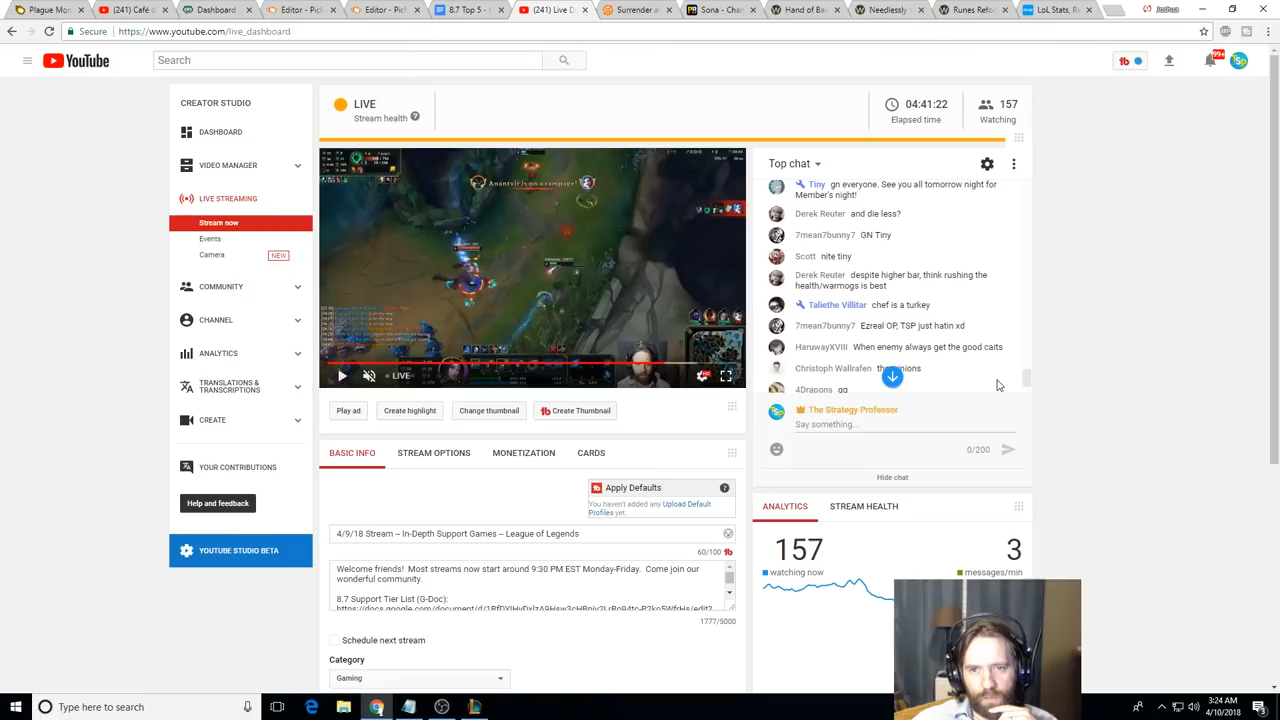 Plague Mon
(241) Café d
Dashboard
Editor - Pick
Editor - Pick
8.7 Top 5 -
(241) Live D
Surrender a
Sona - Cha
Hand of Ba
Needlessly
Runes Refo
LoL Stats, R
Joshua
Secure
https://www.youtube.com/live_dashboard
YouTube
Search
99+
CREATOR STUDIO
DASHBOARD
VIDEO MANAGER
LIVE STREAMING
Stream now
Events
Camera
NEW
COMMUNITY
CHANNEL
ANALYTICS
TRANSLATIONS &
TRANSCRIPTIONS
CREATE
YOUR CONTRIBUTIONS
Help and feedback
YOUTUBE STUDIO BETA
LIVE
Stream health
04:41:22
Elapsed time
157
Watching
LIVE
Play ad
Create highlight
Change thumbnail
Create Thumbnail
BASIC INFO
STREAM OPTIONS
MONETIZATION
CARDS
Apply Defaults
You haven't added any Upload Default
Profiles yet.
4/9/18 Stream -- In-Depth Support Games -- League of Legends
60/100
Welcome friends! Most streams now start around 9:30 PM EST Monday-Friday. Come join our
wonderful community.
8.7 Support Tier List (G-Doc):
1777/5000
Schedule next stream
Category
Gaming
Top chat
Tiny gn everyone. See you all tomorrow night for
Member's night!
Derek Reuter and die less?
7mean7bunny7 GN Tiny
Scott nite tiny
Derek Reuter despite higher bar, think rushing the
health/warmogs is best
Taliethe Villitar chef is a turkey
7mean7bunny7 Ezreal OP, TSP just hatin xd
HaruwayXVIII When enemy always get the good caits
Christoph Wallrafen
4Dragons gg
The Strategy Professor
Say something...
0/200
Hide chat
ANALYTICS
STREAM HEALTH
157
watching now
3
messages/min
Type here to search
3:24 AM
4/10/2018